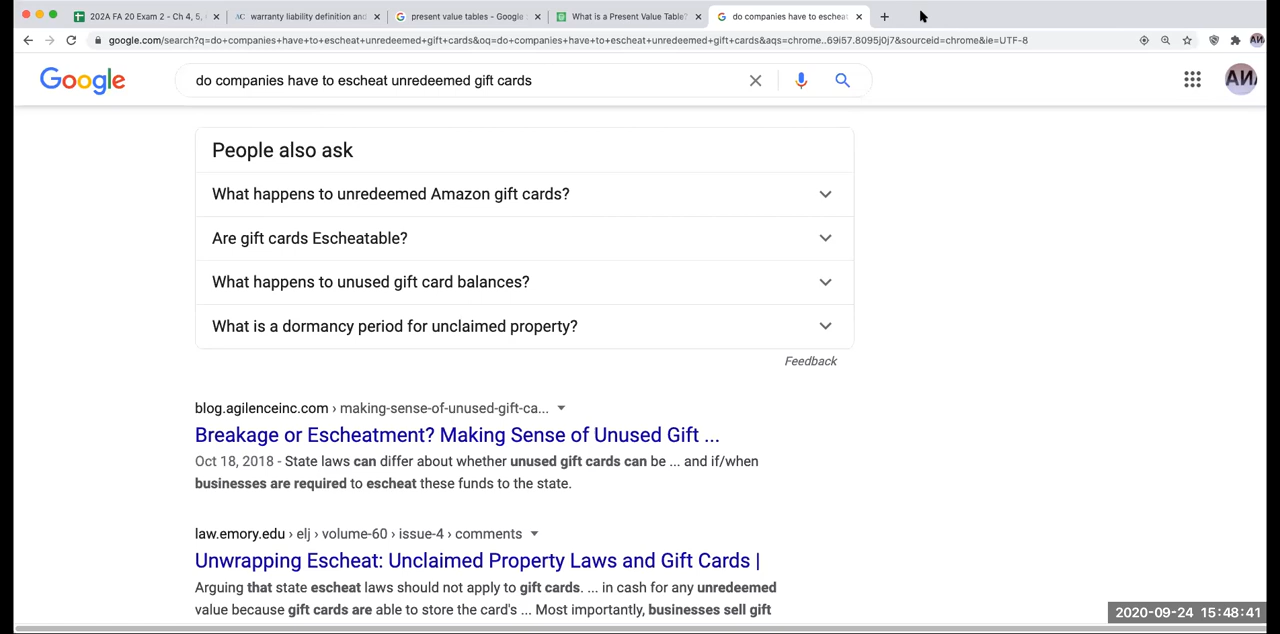 202A FA 20 Exam 2 - Ch 4, 5,
warranty liability definition and
present value tables - Google
What is a Present Value Table?
do companies have to escheat
google.com/search?q=do+companies+have+to+escheat+unredeemed+gift+cards&oq=do+companies+have+to+escheat+unredeemed+gift+cards&aqs=chrome..69i57.8095j0j7&sourceid=chrome&ie=UTF-8
Google
do companies have to escheat unredeemed gift cards
People also ask
What happens to unredeemed Amazon gift cards?
Are gift cards Escheatable?
What happens to unused gift card balances?
What is a dormancy period for unclaimed property?
Feedback
blog.agilenceinc.com › making-sense-of-unused-gift-ca...
Breakage or Escheatment? Making Sense of Unused Gift ...
Oct 18, 2018 - State laws can differ about whether unused gift cards can be ... and if/when
businesses are required to escheat these funds to the state.
law.emory.edu › elj › volume-60 › issue-4 › comments
Unwrapping Escheat: Unclaimed Property Laws and Gift Cards |
Arguing that state escheat laws should not apply to gift cards. ... in cash for any unredeemed
value because gift cards are able to store the card's ... Most importantly, businesses sell gift
2020-09-24 15:48:41